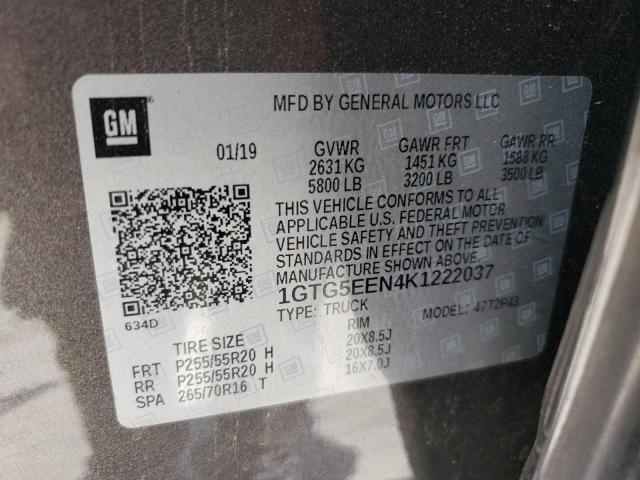 GM
MFD BY GENERAL MOTORS LLC
01/19 GVWR GAWR FRT GAWR RR
2631 KG 1451 KG 1588 KG
5800 LB 3200 LB 3500 LB
THIS VEHICLE CONFORMS TO ALL
APPLICABLE U.S. FEDERAL MOTOR
VEHICLE SAFETY AND THEFT PREVENTION
STANDARDS IN EFFECT ON THE DATE OF
MANUFACTURE SHOWN ABOVE.
1GTG5EEN4K1222037
TYPE: TRUCK MODEL: 47T2P43
634D
TIRE SIZE RIM
FRT P255/55R20 H 20X8.5J
RR P255/55R20 H 20X8.5J
SPA 265/70R16 T 16X7.0J